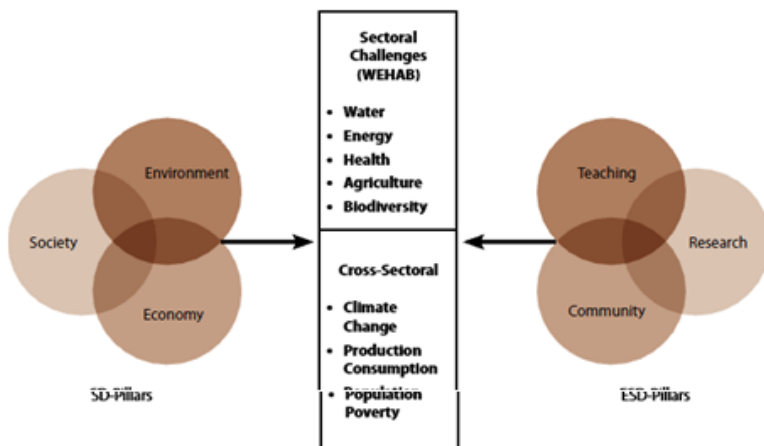 Environment
Society
Economy
SD-Pillars
Sectoral
Challenges
(WEHAB)
• Water
• Energy
• Health
• Agriculture
• Biodiversity
Cross-Sectoral
• Climate
Change
• Production
Consumption
• Population
Poverty
Teaching
Research
Community
ESD-Pillars